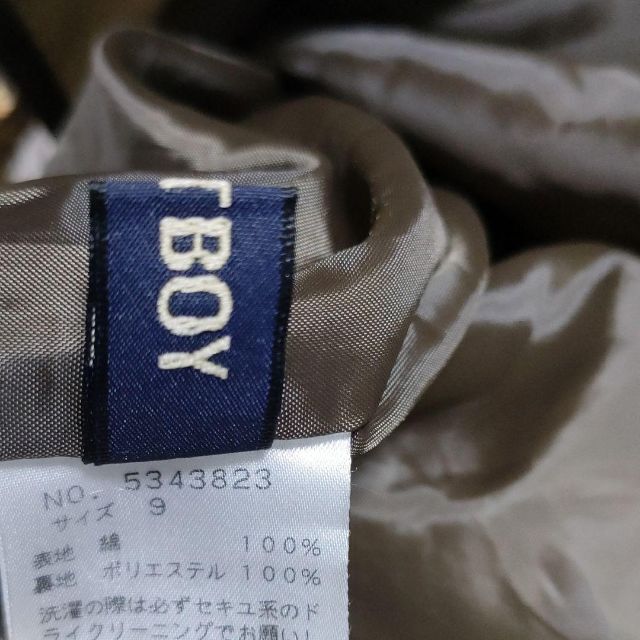 TBOY
NO. 5343823
サイズ 9
表地 綿 100%
裏地 ポリエステル 100%
洗濯の際は必ずセキユ系のド
ライクリーニングでお願い